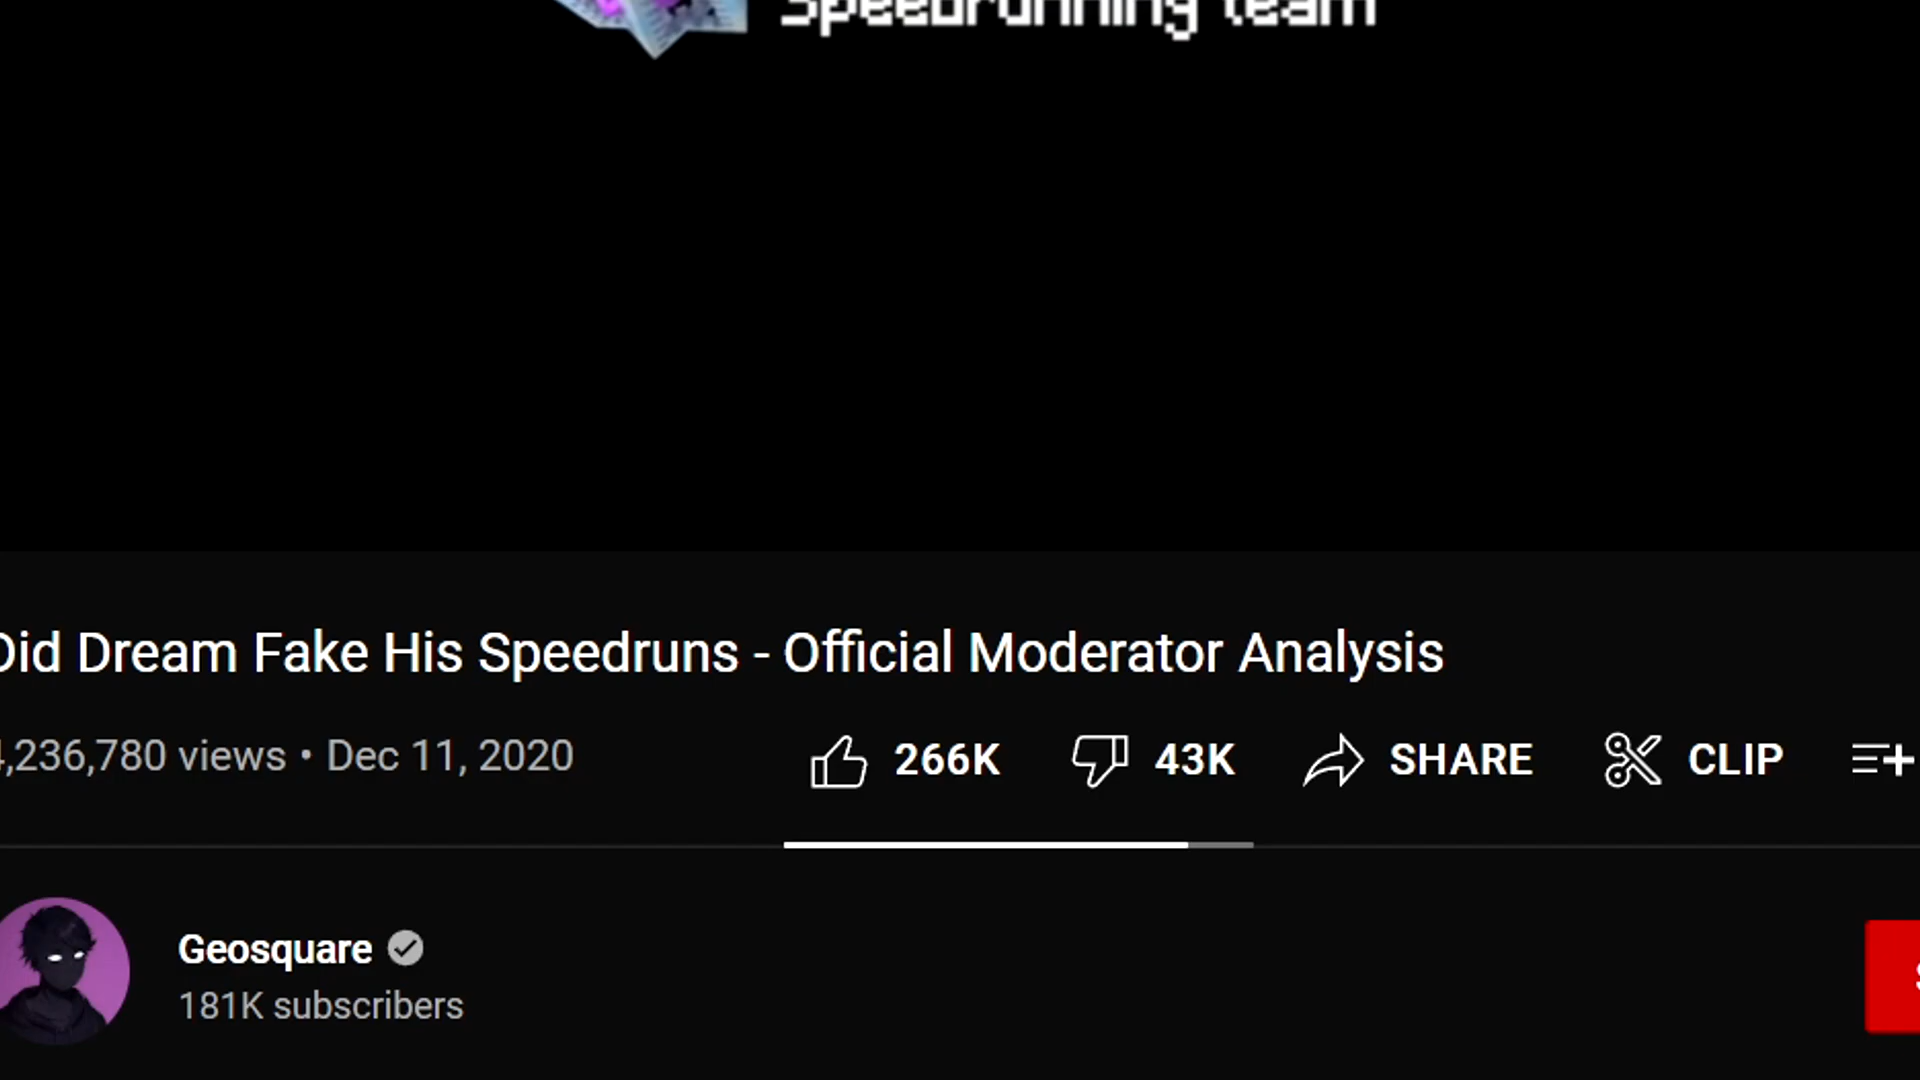 Speedrunning team
Did Dream Fake His Speedruns - Official Moderator Analysis
4,236,780 views • Dec 11, 2020
266K
43K
SHARE
CLIP
Geosquare
181K subscribers